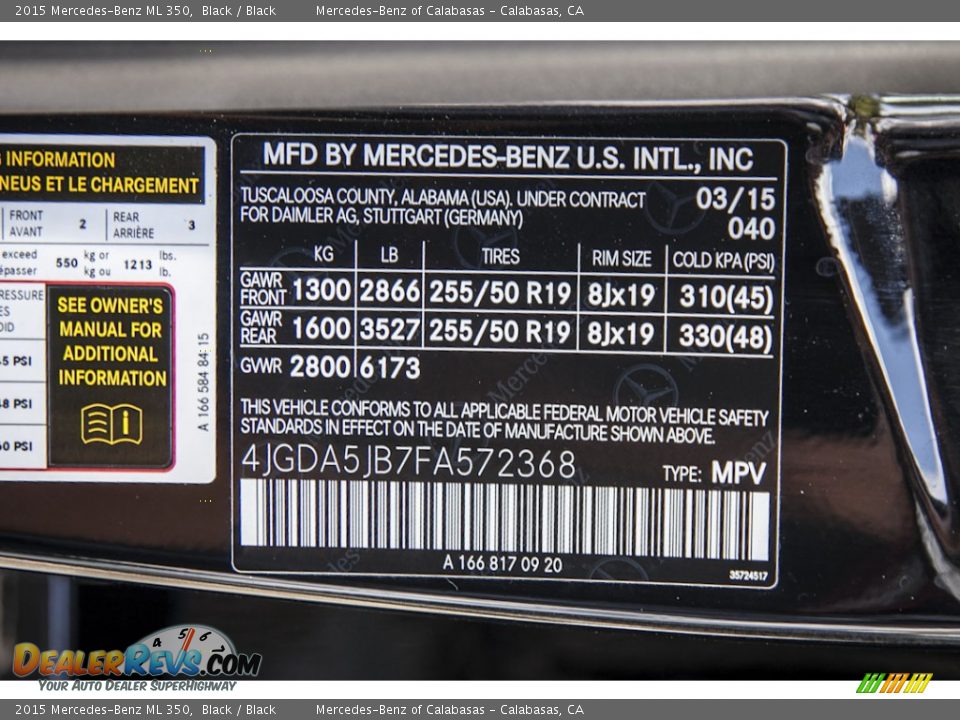 2015 Mercedes-Benz ML 350, Black / Black Mercedes-Benz of Calabasas - Calabasas, CA
INFORMATION
NEUS ET LE CHARGEMENT
FRONT
AVANT
2
REAR
ARRIÈRE
3
exceed
550 kg or
kg ou
1213 lbs.
lb.
SEE OWNER'S
MANUAL FOR
ADDITIONAL
INFORMATION
PSI
PSI
PSI
A 166 584 84 15
MFD BY MERCEDES-BENZ U.S. INTL., INC
TUSCALOOSA COUNTY, ALABAMA (USA). UNDER CONTRACT
FOR DAIMLER AG, STUTTGART (GERMANY)
03/15
040
KG LB TIRES RIM SIZE COLD KPA (PSI)
GAWR
FRONT 1300 2866 255/50 R19 8Jx19 310(45)
GAWR
REAR 1600 3527 255/50 R19 8Jx19 330(48)
GVWR 2800 6173
THIS VEHICLE CONFORMS TO ALL APPLICABLE FEDERAL MOTOR VEHICLE SAFETY
STANDARDS IN EFFECT ON THE DATE OF MANUFACTURE SHOWN ABOVE.
4JGDA5JB7FA572368 TYPE: MPV
A 166 817 09 20
35724517
4 5 6
DealerRevs.com
Your Auto Dealer SuperHighway
2015 Mercedes-Benz ML 350, Black / Black Mercedes-Benz of Calabasas - Calabasas, CA